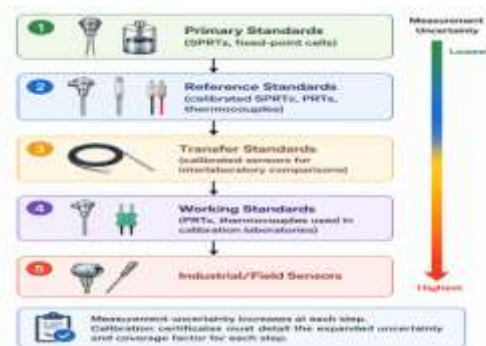 1
Primary Standards
(SPRTs, fixed-point cells)
2
Reference Standards
(calibrated SPRTs, PRTs,
thermocouples)
3
Transfer Standards
(calibrated sensors for
interlaboratory comparisons)
4
Working Standards
(PRTs, thermocouples used in
calibration laboratories)
5
Industrial/Field Sensors
Measurement
Uncertainty
Lowest
Highest
Measurement uncertainty increases at each step.
Calibration certificates must detail the expanded uncertainty
and coverage factor for each step.